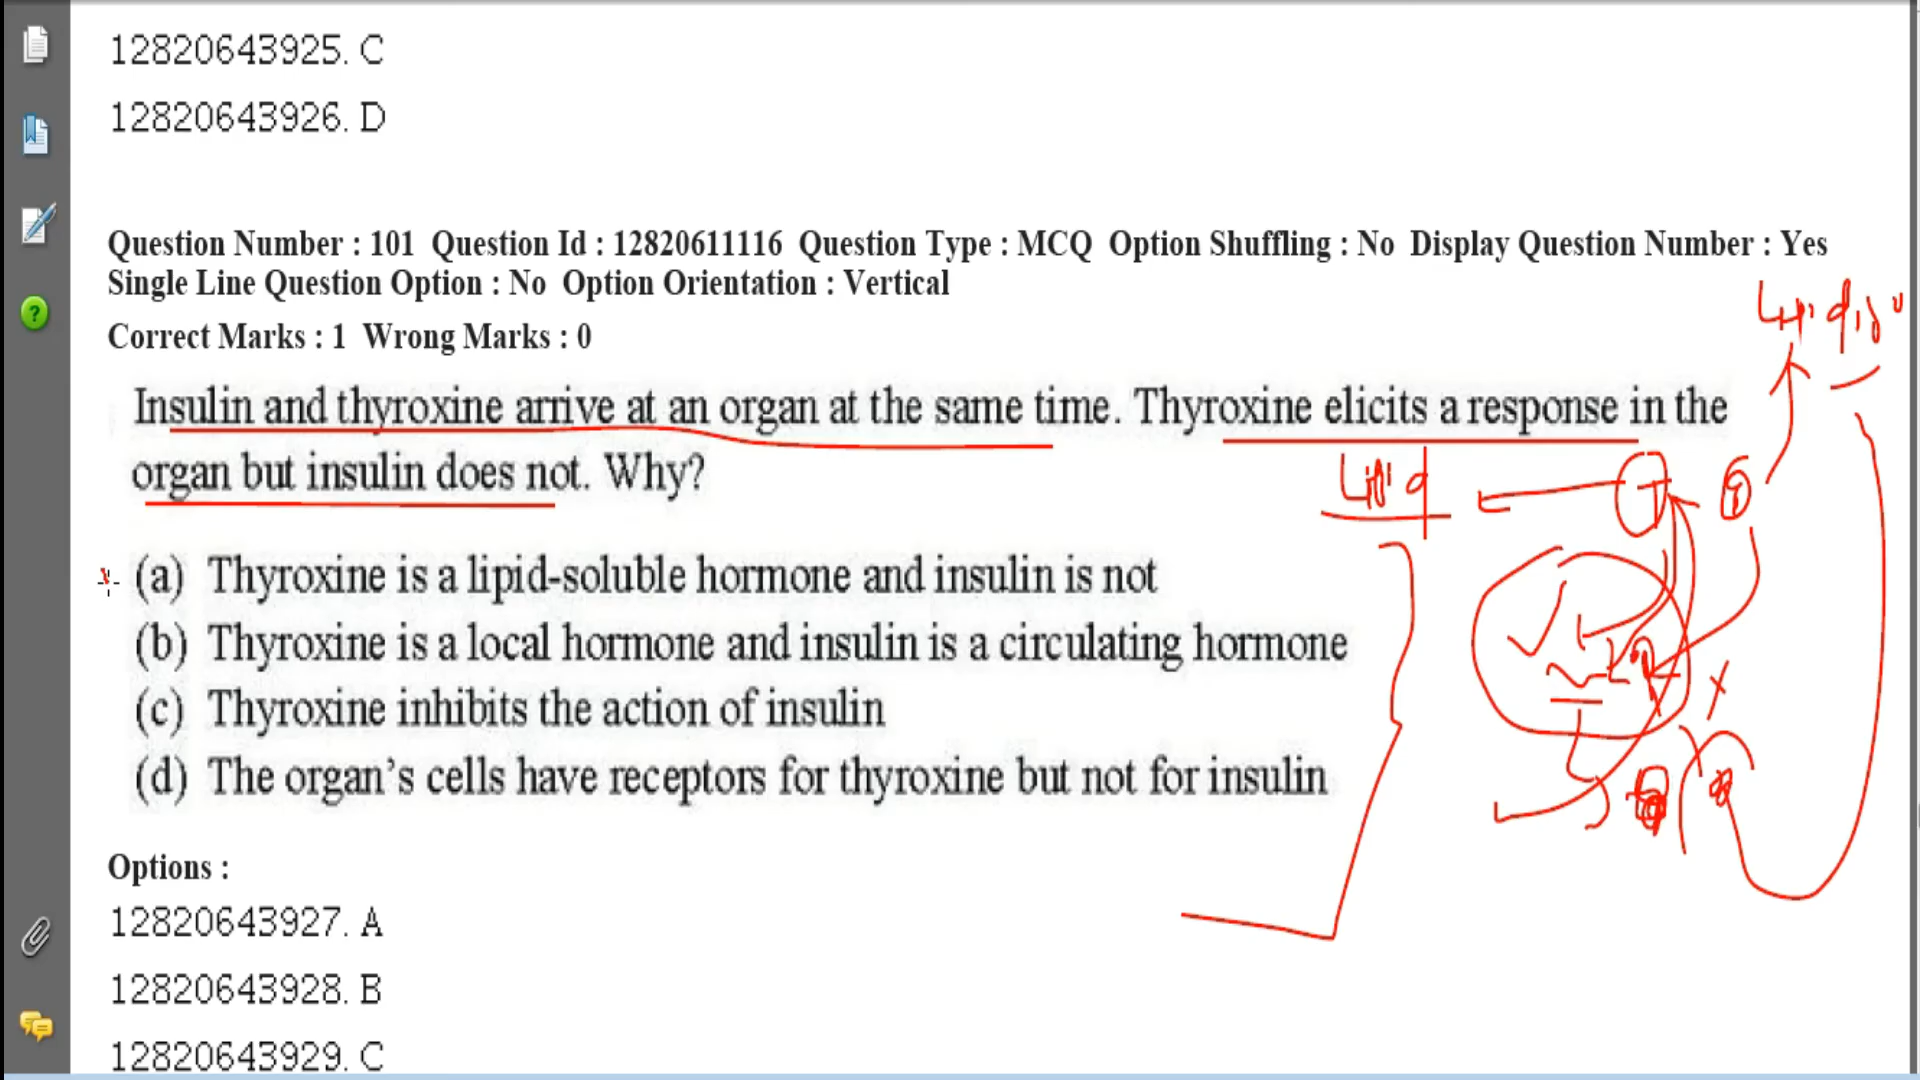 12820643925. C
12820643926. D
Question Number : 101 Question Id : 12820611116 Question Type : MCQ Option Shuffling : No Display Question Number : Yes
Single Line Question Option : No Option Orientation : Vertical
Correct Marks : 1 Wrong Marks : 0
Insulin and thyroxine arrive at an organ at the same time. Thyroxine elicits a response in the
organ but insulin does not. Why?
(a) Thyroxine is a lipid-soluble hormone and insulin is not
(b) Thyroxine is a local hormone and insulin is a circulating hormone
(c) Thyroxine inhibits the action of insulin
(d) The organ’s cells have receptors for thyroxine but not for insulin
Options :
12820643927. A
12820643928. B
12820643929. C